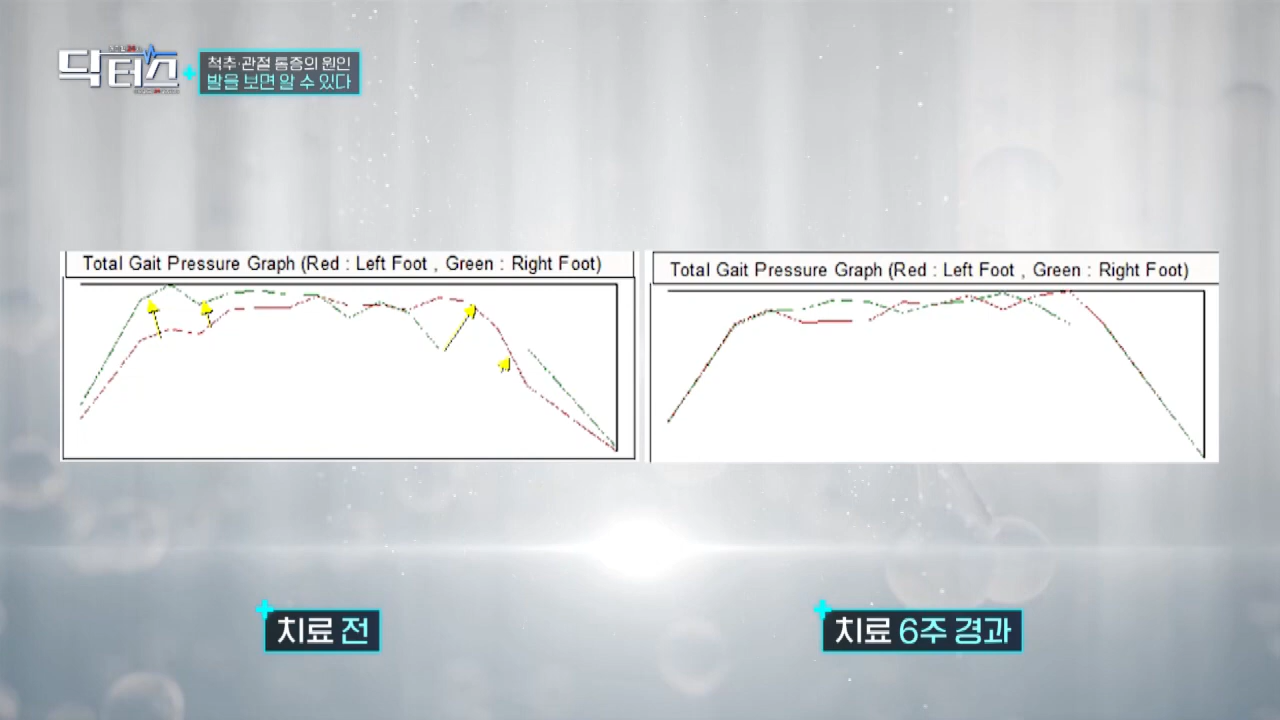 닥터스
척추·관절 통증의 원인
발을 보면 알 수 있다
Total Gait Pressure Graph (Red : Left Foot , Green : Right Foot)
Total Gait Pressure Graph (Red : Left Foot , Green : Right Foot)
치료 전
치료 6주 경과